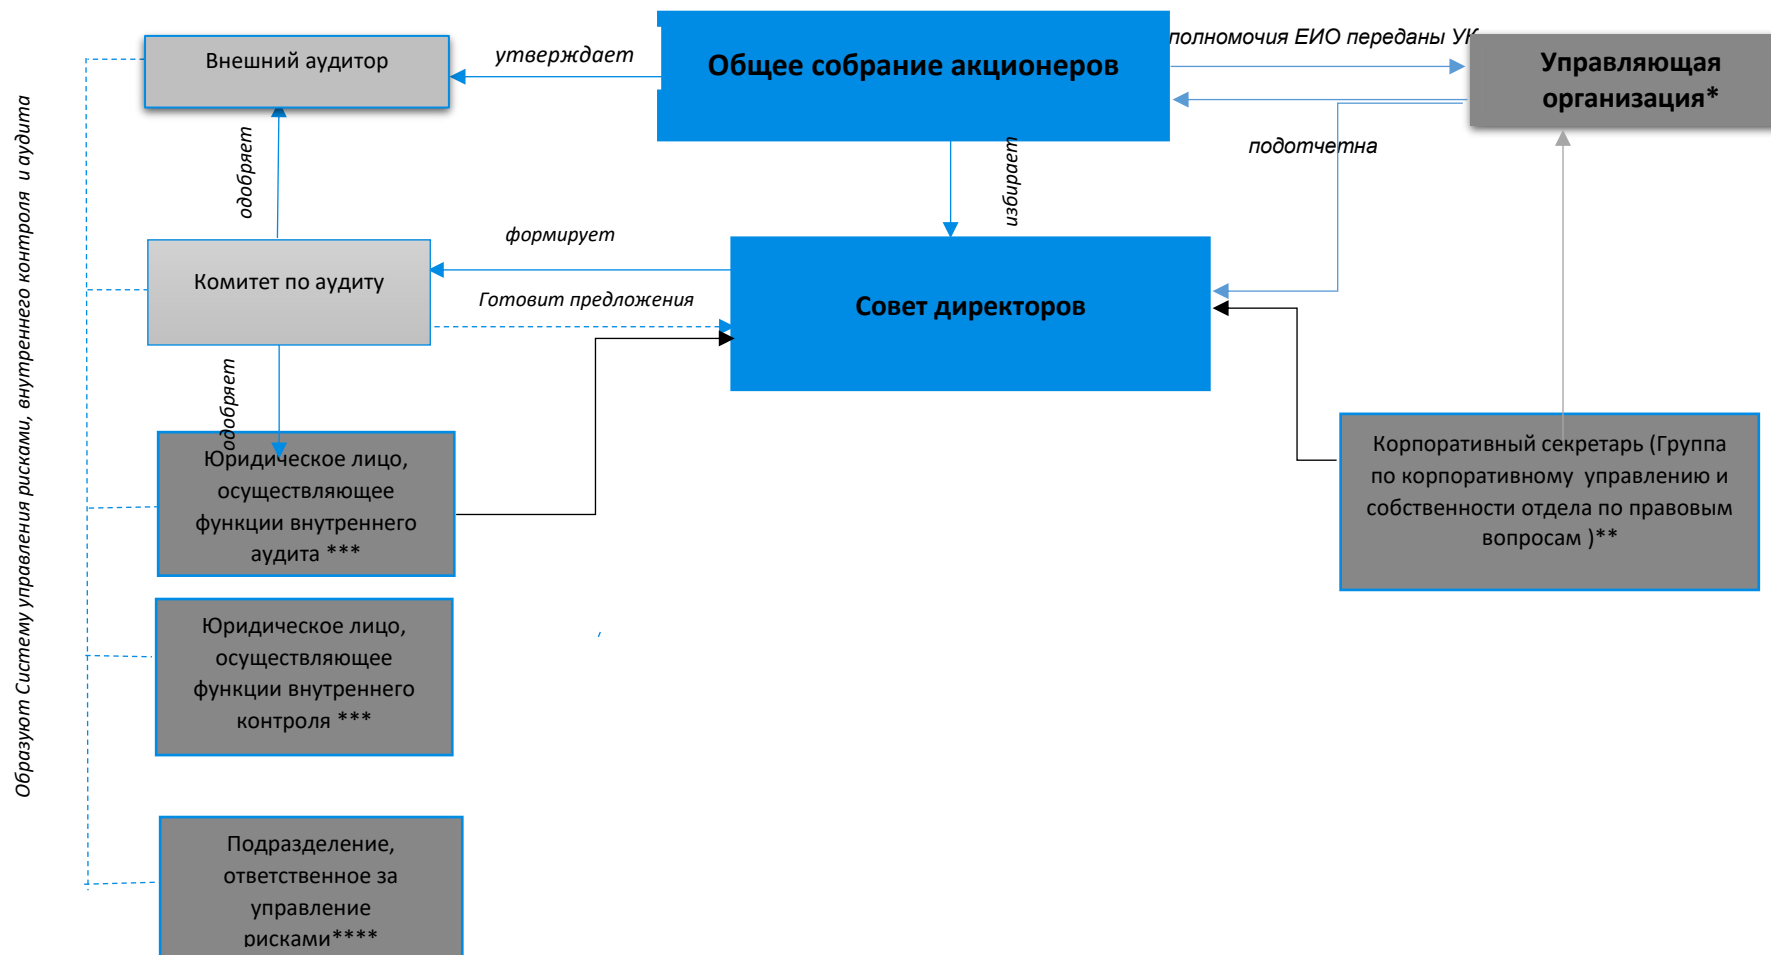 Внешний аудитор
утверждает
Общее собрание акционеров
полномочия ЕИО переданы УК
Управляющая
организация*
подотчетна
избирает
одобряет
формирует
Комитет по аудиту
Готовит предложения
Совет директоров
одобряет
Юридическое лицо,
осуществляющее
функции внутреннего
аудита ***
Корпоративный секретарь (Группа
по корпоративному управлению и
собственности отдела по правовым
вопросам )**
Юридическое лицо,
осуществляющее
функции внутреннего
контроля ***
,
Подразделение,
ответственное за
управление
рисками****
Образуют Систему управления рисками, внутреннего контроля и аудита